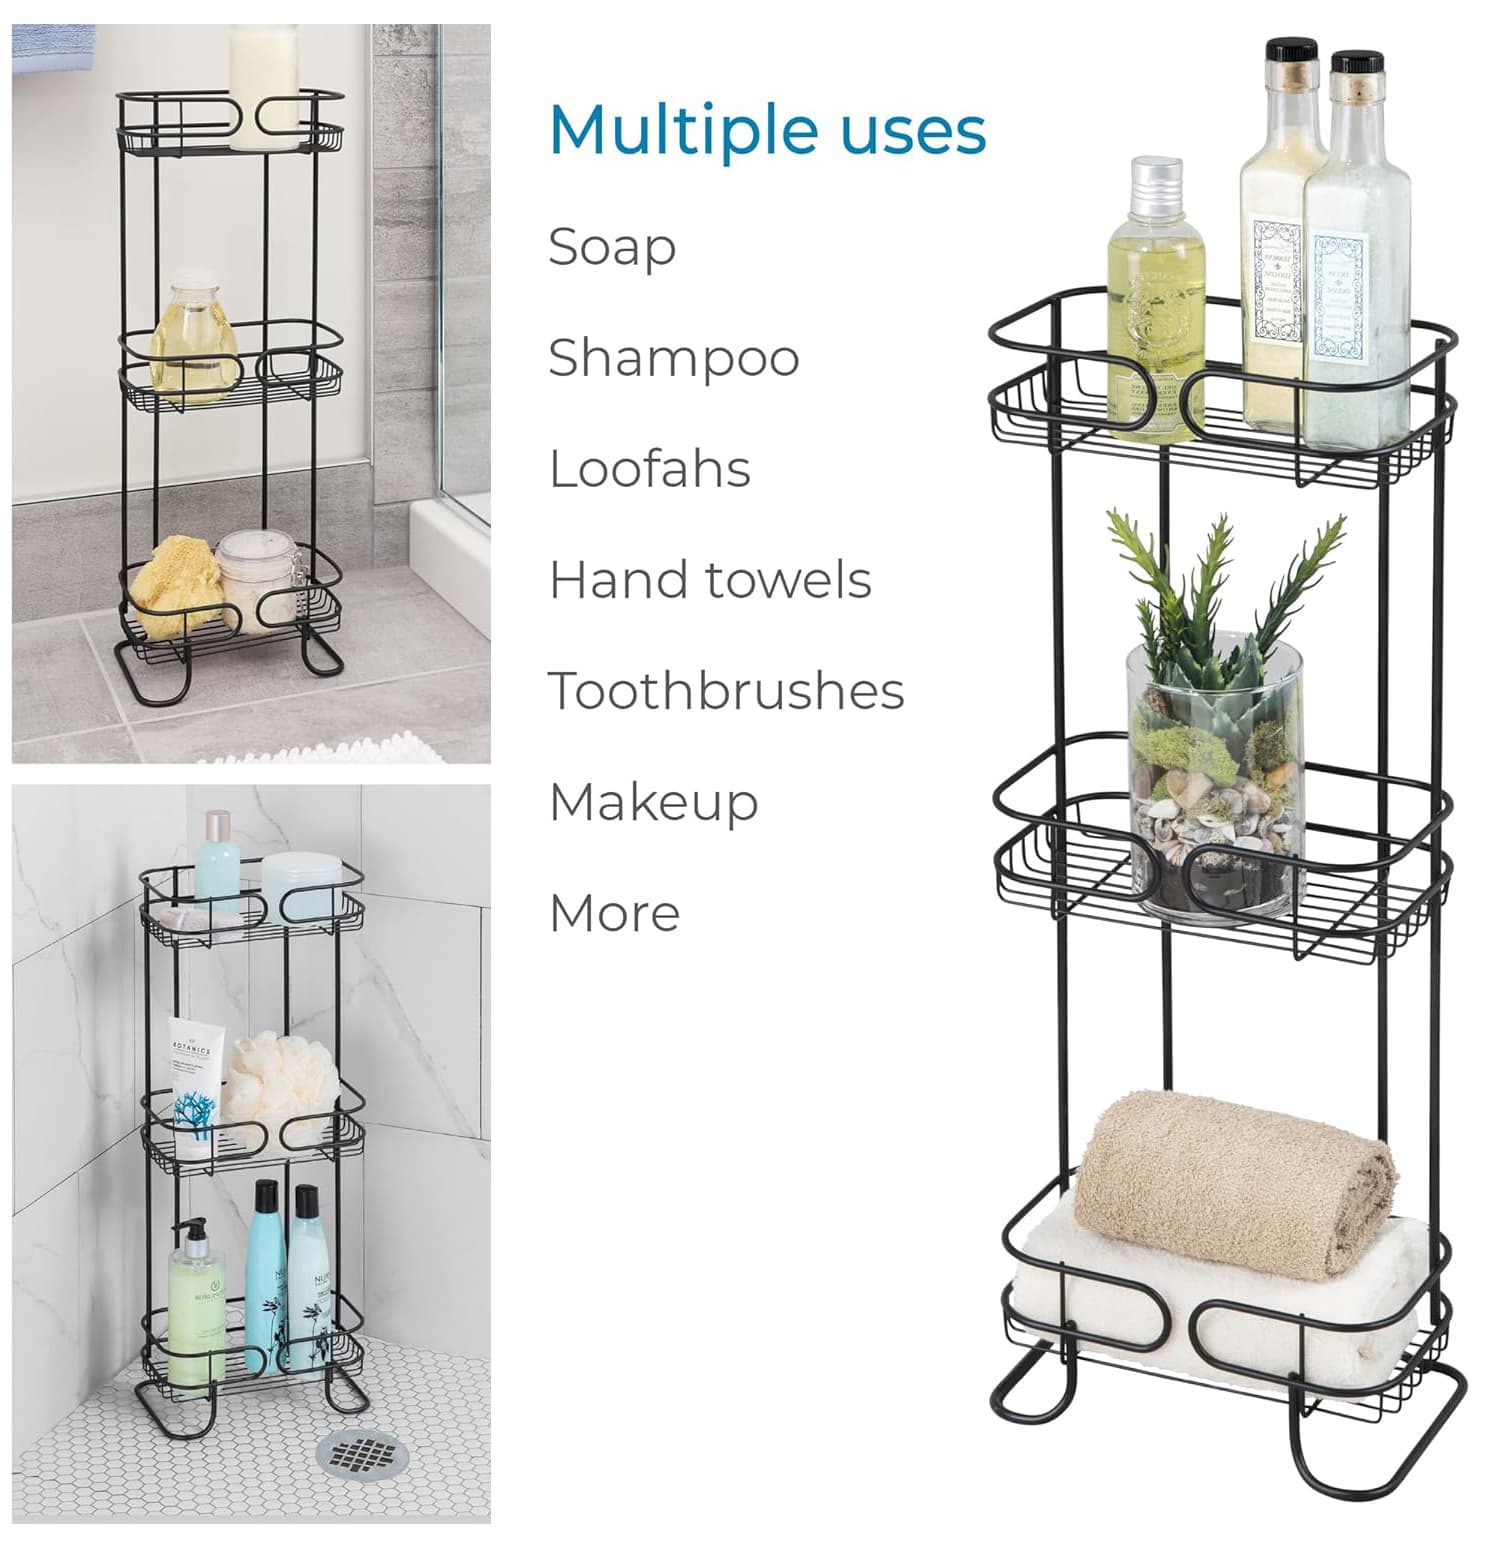 Multiple uses
Soap
Shampoo
Loofahs
Hand towels
Toothbrushes
Makeup
More
BOTANICS